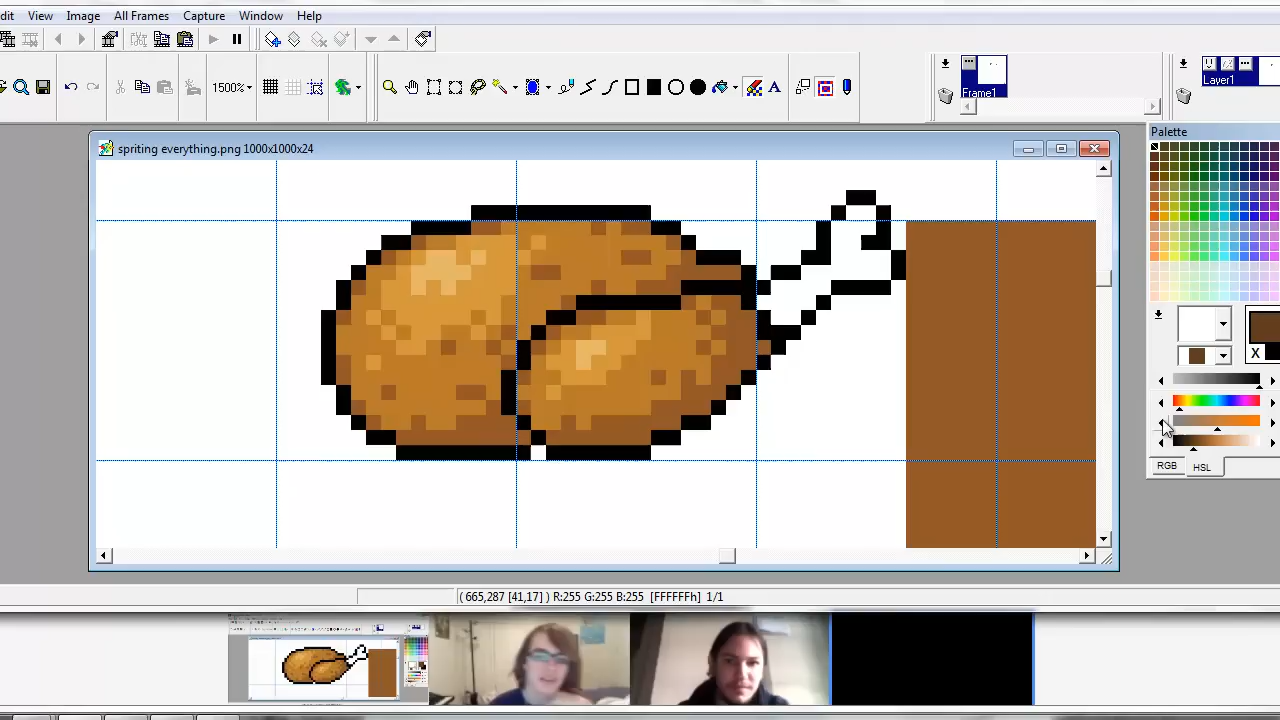 dit View Image All Frames Capture Window Help
1500%
A
Frame1
Layer1
spriting everything.png 1000x1000x24
Palette
X
RGB HSL
( 665,287 [41,17] ) R:255 G:255 B:255 [FFFFFFh] 1/1